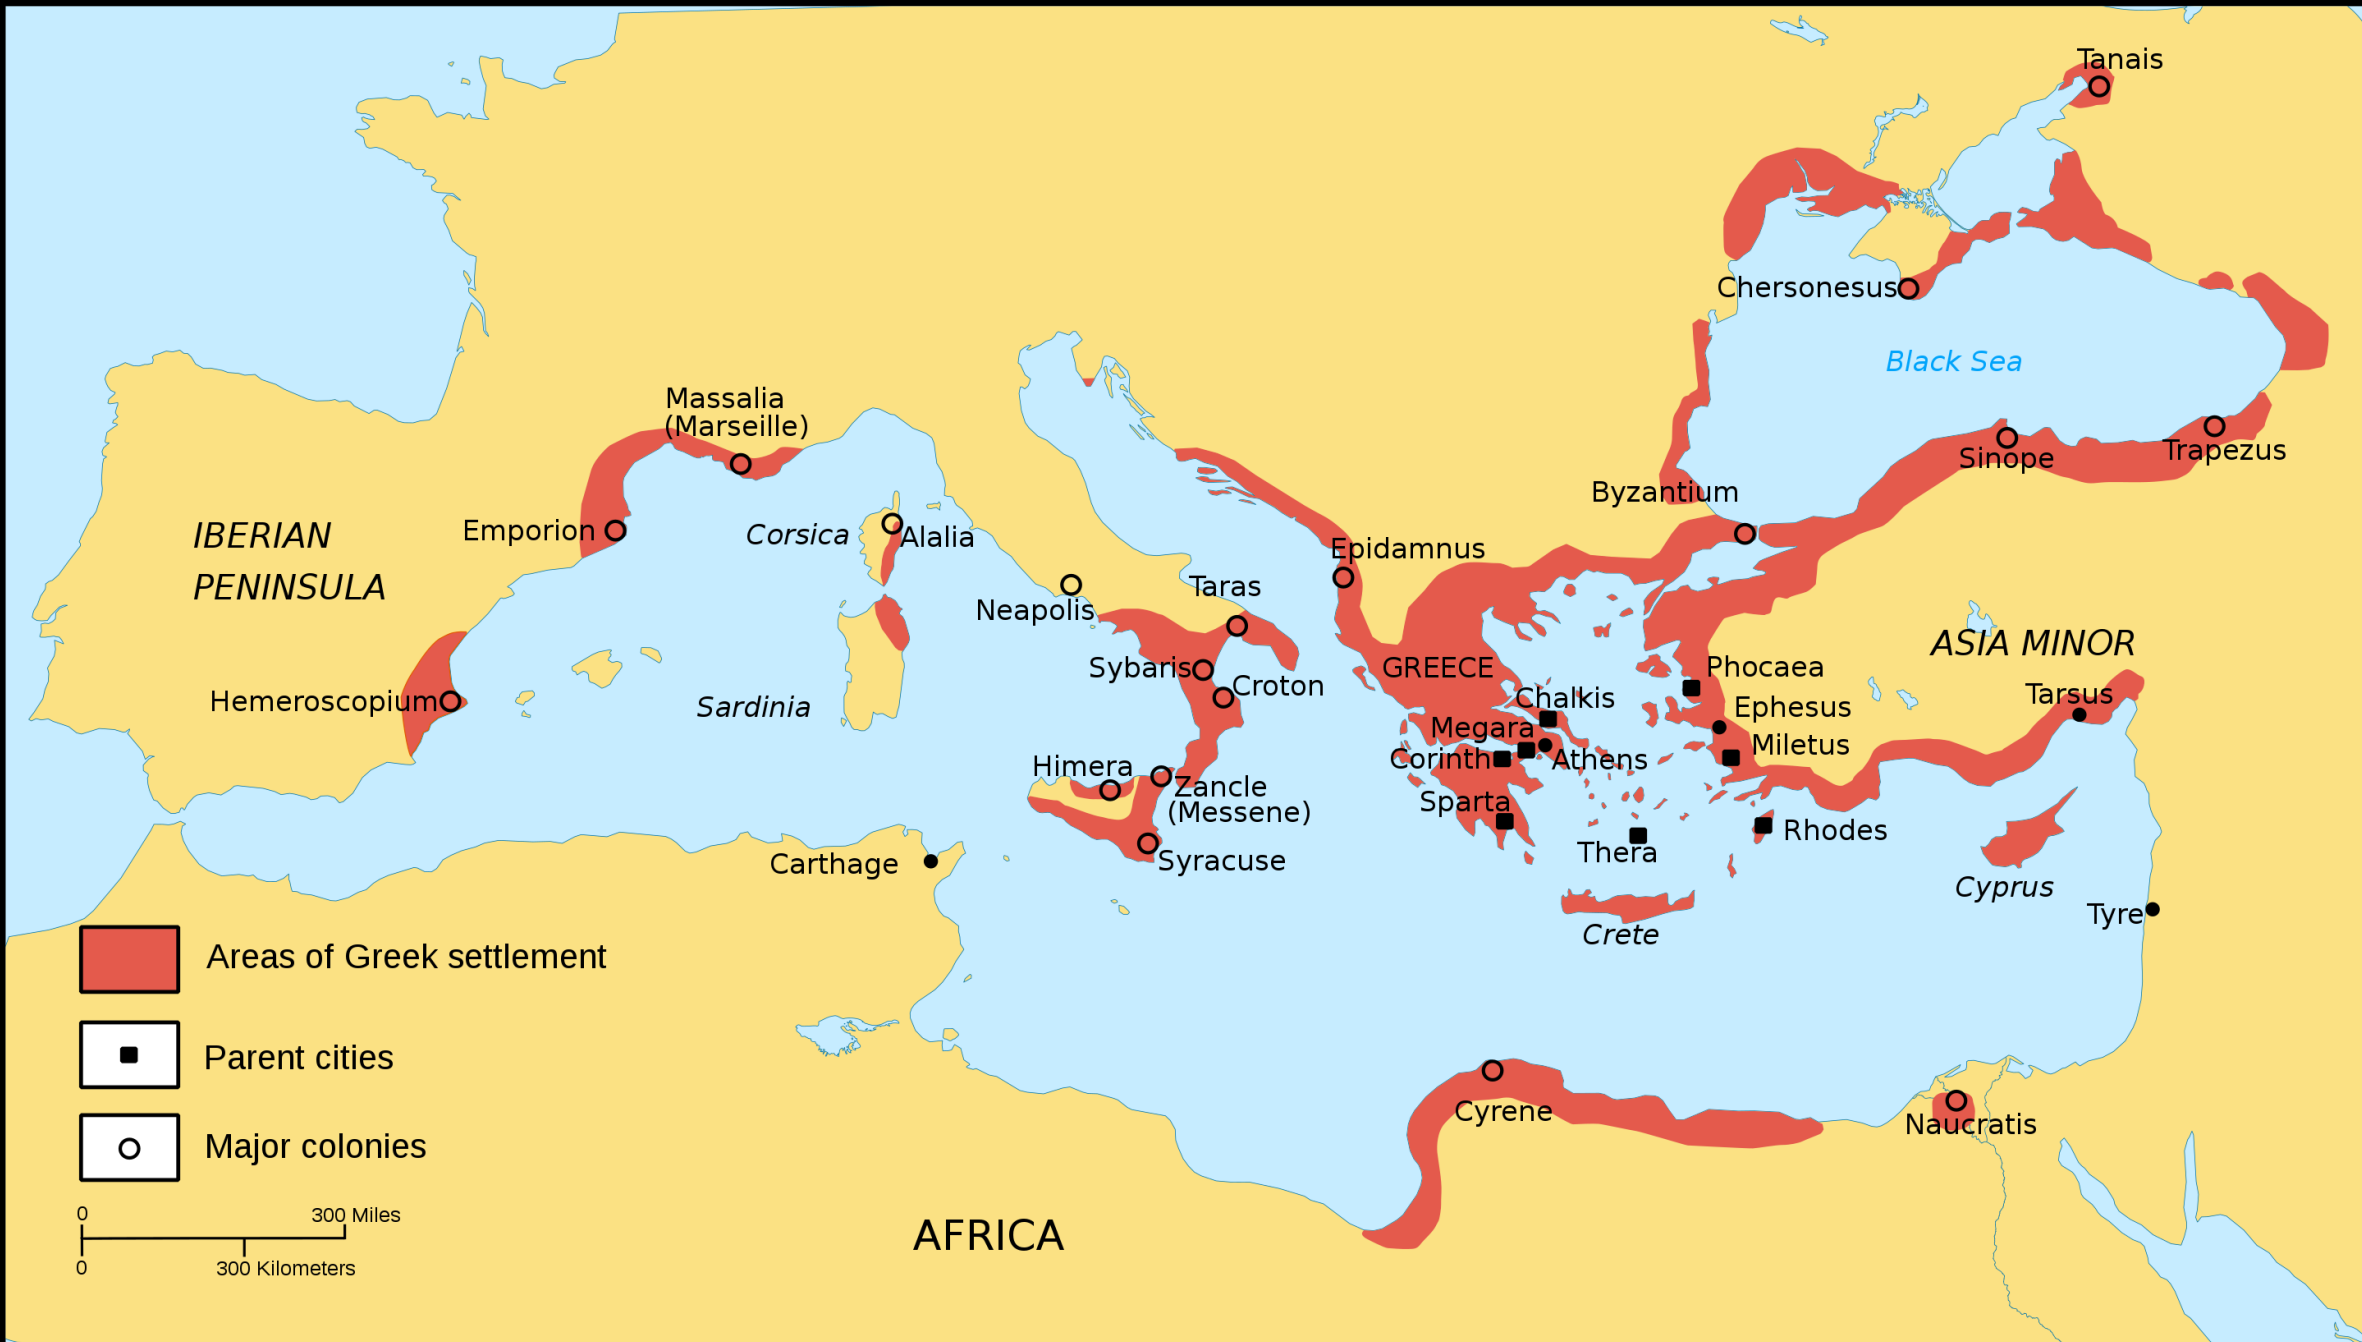 Tanais
Chersonesus
Black Sea
Massalia
(Marseille)
Sinope
Trapezus
Byzantium
IBERIAN
PENINSULA
Emporion
Corsica
Alalia
Epidamnus
Neapolis
Taras
ASIA MINOR
Sybaris
GREECE
Phocaea
Croton
Hemeroscopium
Sardinia
Chalkis
Tarsus
Ephesus
Megara
Miletus
Corinth
Athens
Himera
Zancle
(Messene)
Sparta
Rhodes
Thera
Carthage
Syracuse
Cyprus
Tyre
Crete
Areas of Greek settlement
Parent cities
Cyrene
Naucratis
Major colonies
0 300 Miles
0 300 Kilometers
AFRICA